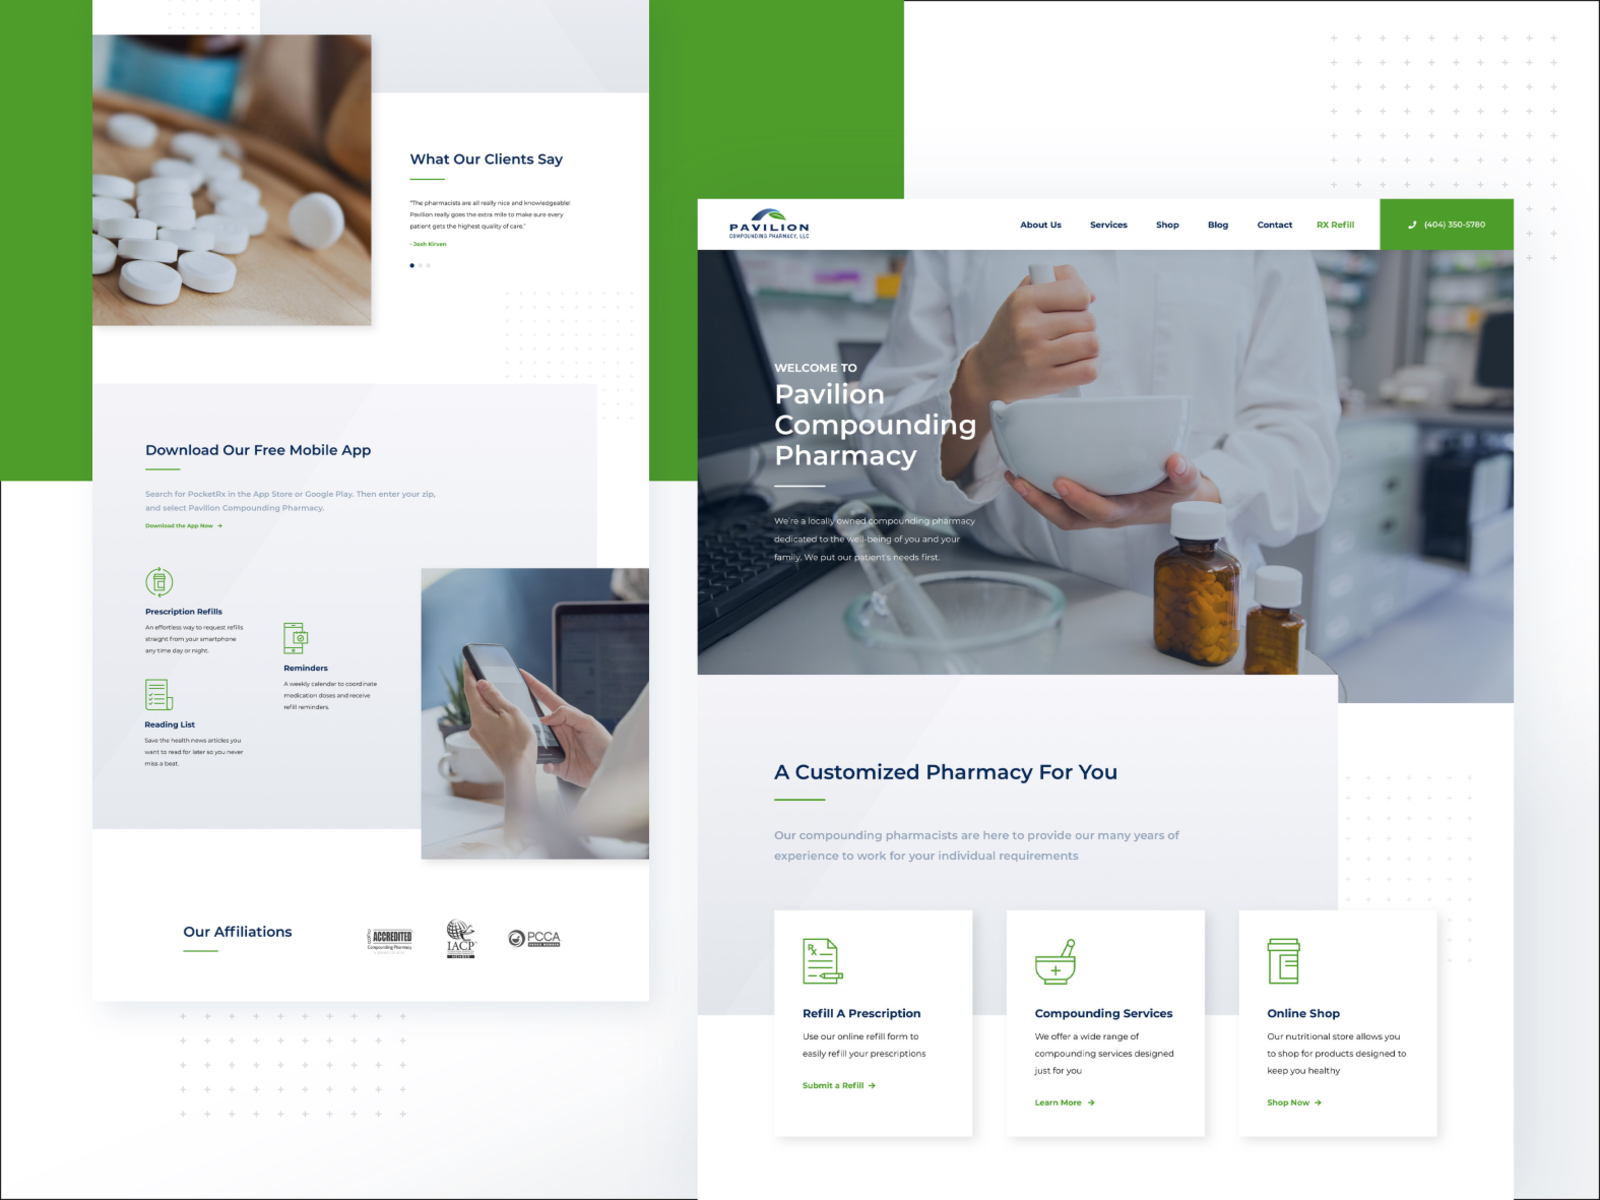 What Our Clients Say
"The pharmacists are all really nice and knowledgeable!
Pavilion really goes the extra mile to make sure every
patient gets the highest quality of care."
- Josh Kirven
Download Our Free Mobile App
Search for PocketRx in the App Store or Google Play. Then enter your zip,
and select Pavilion Compounding Pharmacy.
Download the App Now
Prescription Refills
An effortless way to request refills
straight from your smartphone
any time day or night.
Reminders
A weekly calendar to coordinate
medication doses and receive
refill reminders.
Reading List
Save the health news articles you
want to read for later so you never
miss a beat.
Our Affiliations
ACCREDITED
Compounding Pharmacy
IACP
MEMBER
PCCA
PAVILION
COMPOUNDING PHARMACY, LLC
About Us
Services
Shop
Blog
Contact
RX Refill
(404) 350-5780
WELCOME TO
Pavilion
Compounding
Pharmacy
We're a locally owned compounding pharmacy
dedicated to the well-being of you and your
family. We put our patient's needs first.
A Customized Pharmacy For You
Our compounding pharmacists are here to provide our many years of
experience to work for your individual requirements
Rx
Refill A Prescription
Use our online refill form to
easily refill your prescriptions
Submit a Refill
Compounding Services
We offer a wide range of
compounding services designed
just for you
Learn More
Online Shop
Our nutritional store allows you
to shop for products designed to
keep you healthy
Shop Now